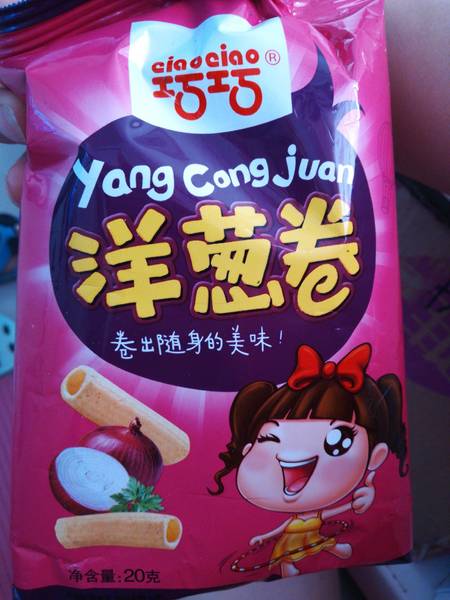 ciaociao®
巧巧
Yang Cong juan
洋葱卷
卷出随身的美味!
净含量:20克